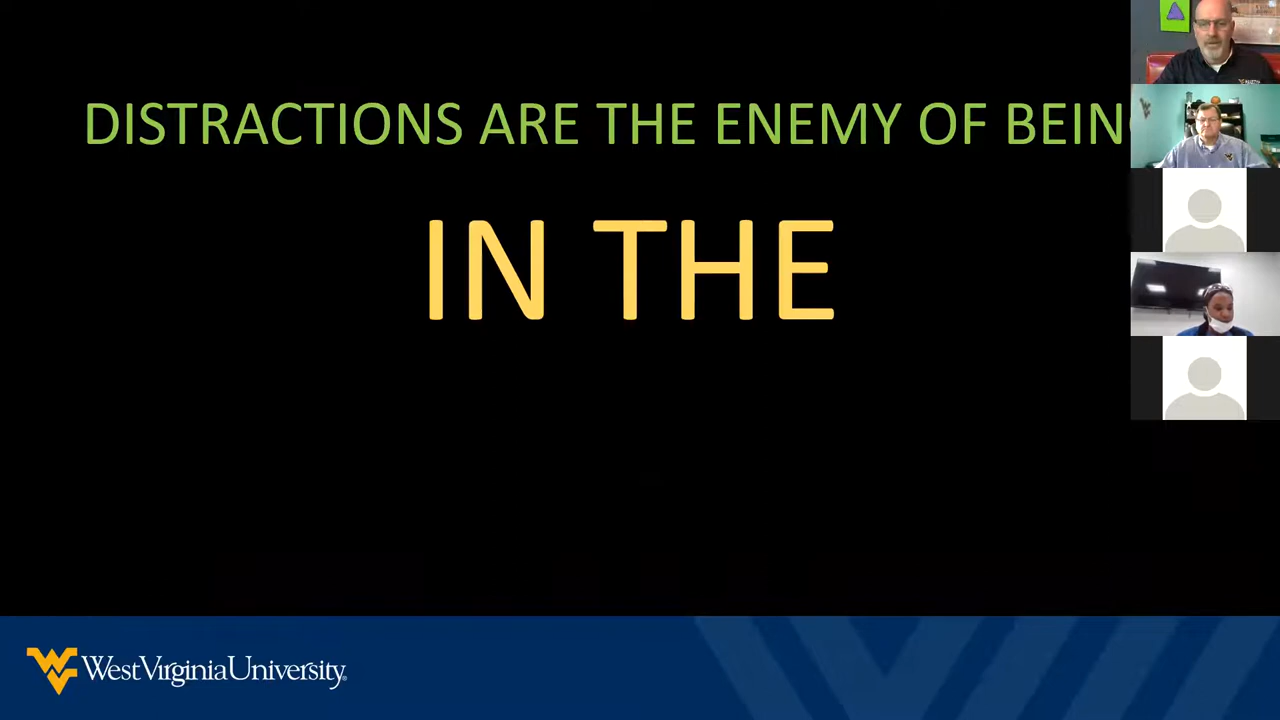 DISTRACTIONS ARE THE ENEMY OF BEIN
IN THE
West Virginia University